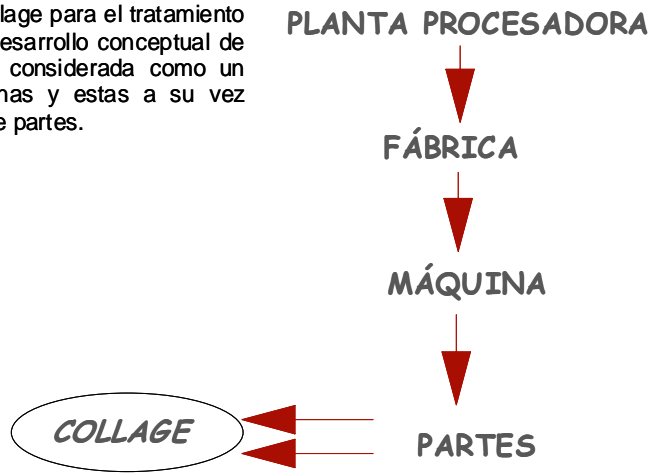 llage para el tratamiento
esarrollo conceptual de
considerada como un
nas y estas a su vez
e partes.
PLANTA PROCESADORA
FÁBRICA
MÁQUINA
PARTES
COLLAGE